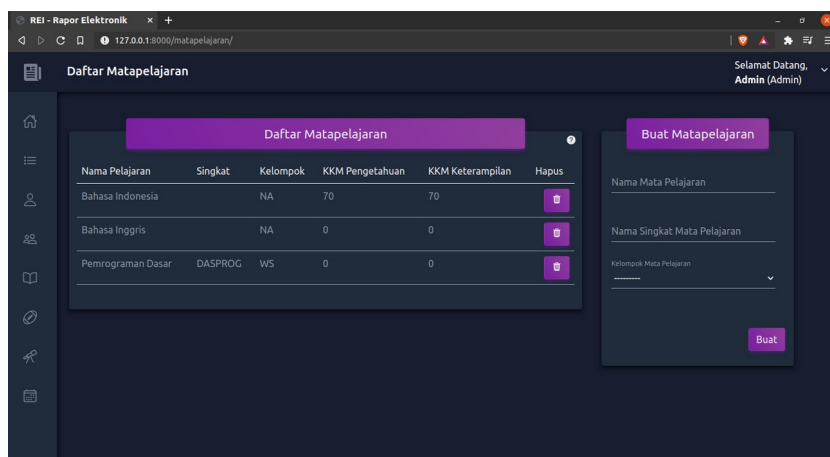 REI - Rapor Elektronik
127.0.0.1:8000/matapelajaran/
Daftar Matapelajaran
Selamat Datang,
Admin (Admin)
Daftar Matapelajaran
Nama Pelajaran Singkat Kelompok KKM Pengetahuan KKM Keterampilan Hapus
Bahasa Indonesia NA 70 70
Bahasa Inggris NA 0 0
Pemrograman Dasar DASPROG WS 0 0
Buat Matapelajaran
Nama Mata Pelajaran
Nama Singkat Mata Pelajaran
Kelompok Mata Pelajaran
---------
Buat